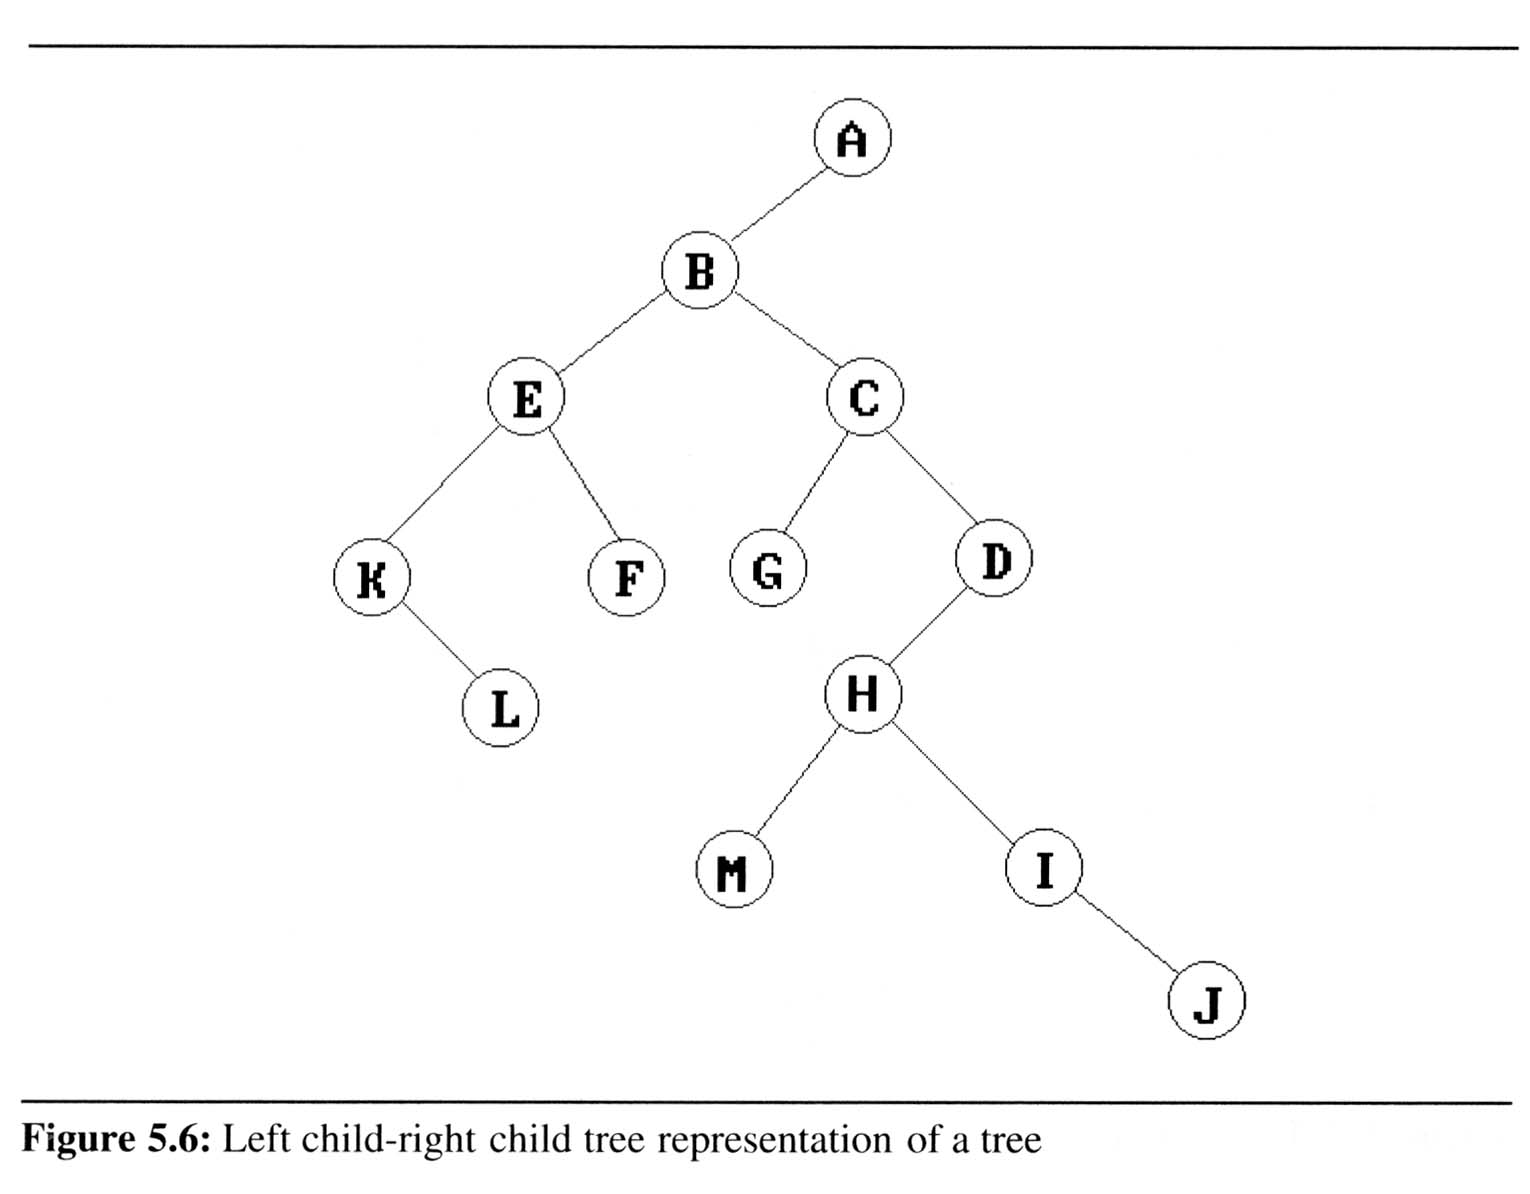 A
B
E
C
K
F
G
D
L
H
M
I
J
Figure 5.6: Left child-right child tree representation of a tree